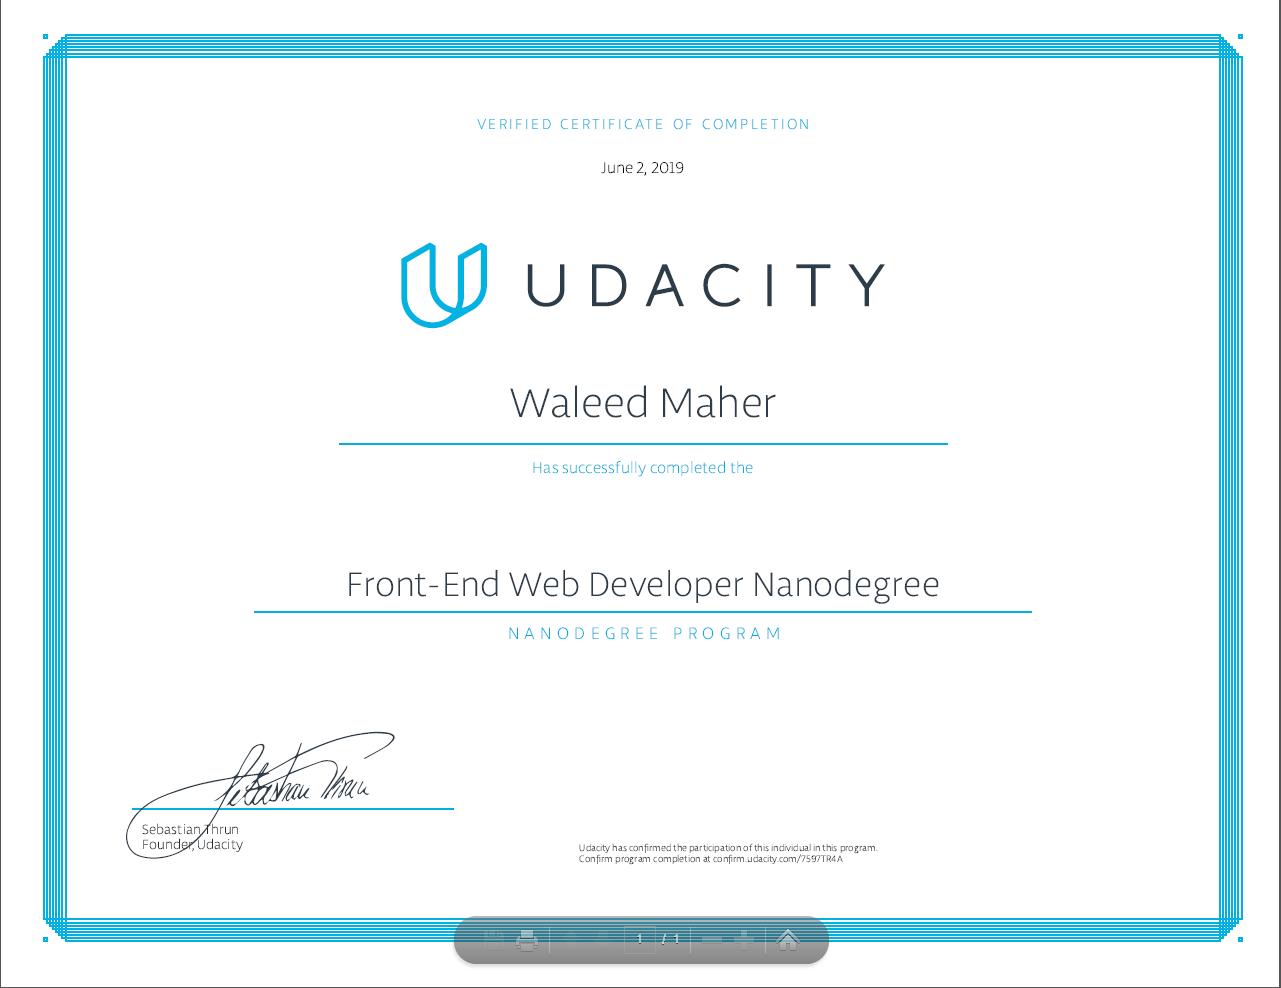 VERIFIED CERTIFICATE OF COMPLETION
June 2, 2019
UDACITY
Waleed Maher
Has successfully completed the
Front-End Web Developer Nanodegree
NANODEGREE PROGRAM
Sebastian Thrun
Sebastian Thrun
Founder, Udacity
Udacity has confirmed the participation of this individual in this program.
Confirm program completion at confirm.udacity.com/7597TR4A
1 / 1